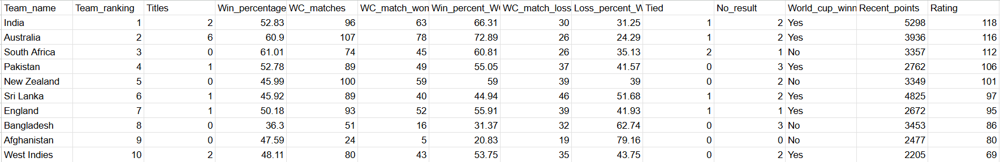 Team_name Team_ranking Titles Win_percentage WC_matches WC_match_won Win_percent_WC WC_match_loss Loss_percent_W Tied No_result World_cup_winn Recent_points Rating
India 1 2 52.83 96 63 66.31 30 31.25 1 2 Yes 5298 118
Australia 2 6 60.9 107 78 72.89 26 24.29 1 2 Yes 3936 116
South Africa 3 0 61.01 74 45 60.81 26 35.13 2 1 No 3357 112
Pakistan 4 1 52.78 89 49 55.05 37 41.57 0 3 Yes 2762 106
New Zealand 5 0 45.99 100 59 59 39 39 0 2 No 3349 101
Sri Lanka 6 1 45.92 89 40 44.94 46 51.68 1 2 Yes 4825 97
England 7 1 50.18 93 52 55.91 39 41.93 1 1 Yes 2672 95
Bangladesh 8 0 36.3 51 16 31.37 32 62.74 0 3 No 3453 86
Afghanistan 9 0 47.59 24 5 20.83 19 79.16 0 0 No 2477 80
West Indies 10 2 48.11 80 43 53.75 35 43.75 0 2 Yes 2205 69